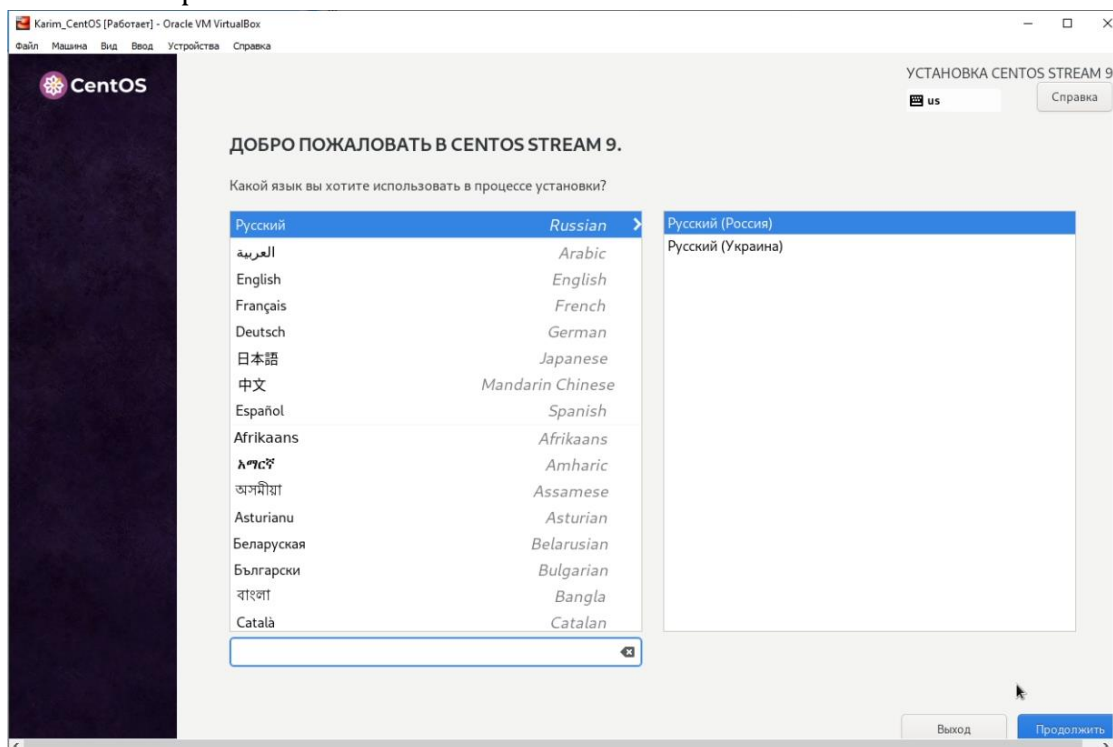 Karim_CentOS [Работает] - Oracle VM VirtualBox
Файл Машина Вид Ввод Устройства Справка
CentOS
УСТАНОВКА CENTOS STREAM 9
us
Справка
ДОБРО ПОЖАЛОВАТЬ В CENTOS STREAM 9.
Какой язык вы хотите использовать в процессе установки?
Русский Russian
العربية Arabic
English English
Français French
Deutsch German
日本語 Japanese
中文 Mandarin Chinese
Español Spanish
Afrikaans Afrikaans
አማርኛ Amharic
অসমীয়া Assamese
Asturianu Asturian
Беларуская Belarusian
Български Bulgarian
বাংলা Bangla
Català Catalan
Русский (Россия)
Русский (Украина)
Выход
Продолжить